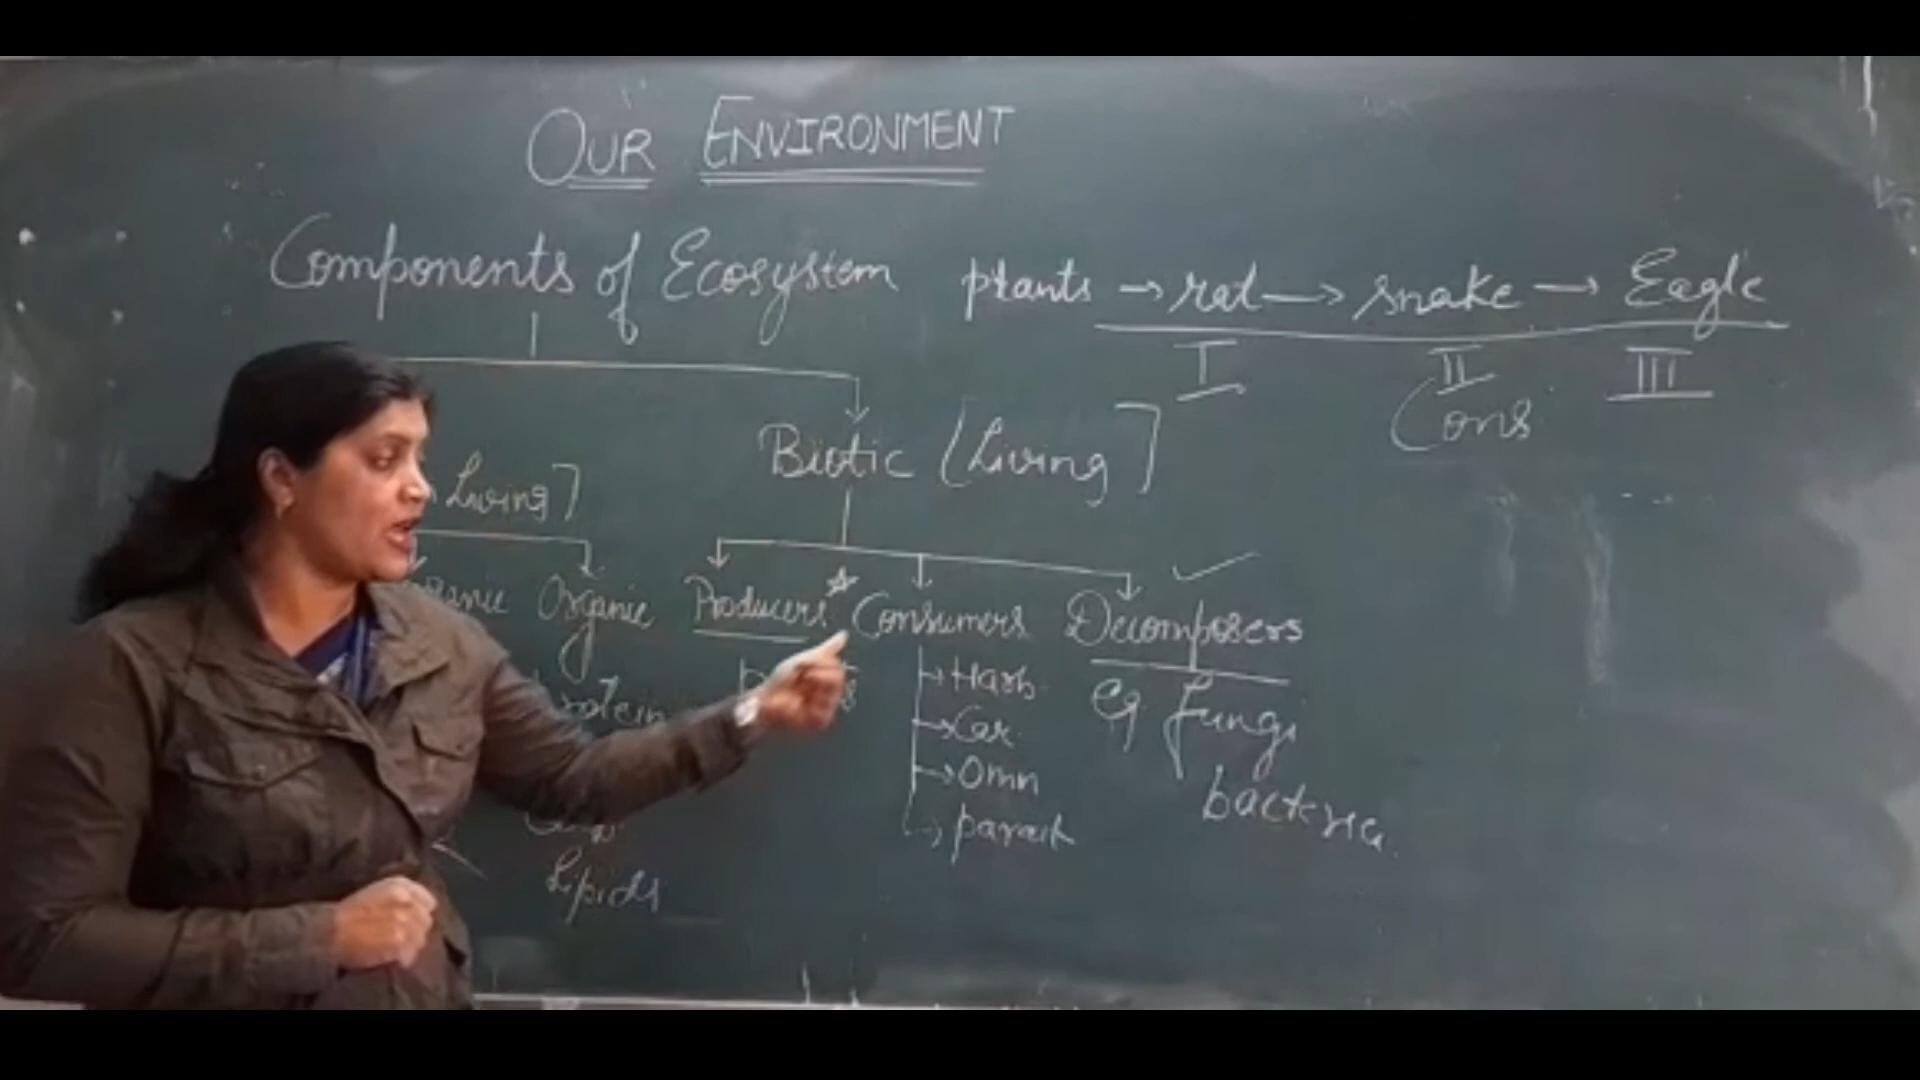 OUR ENVIRONMENT
Components of Ecosystem
plants → rat → snake → Eagle
I II III
Cons
Biotic [Living]
Living]
Organic Producers Consumers Decomposers
Harb
protein
Car
eg fungi
Omn
bacteria
parasit
Lipids